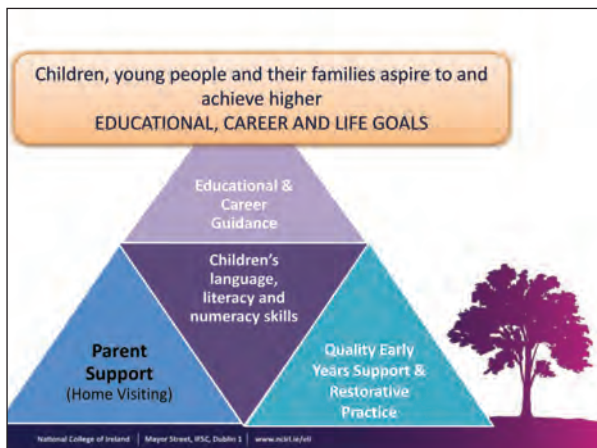 Children, young people and their families aspire to and
achieve higher
EDUCATIONAL, CAREER AND LIFE GOALS
Educational &
Career
Guidance
Children's
language,
literacy and
numeracy skills
Parent
Support
(Home Visiting)
Quality Early
Years Support &
Restorative
Practice
National College of Ireland | Mayor Street, IFSC, Dublin 1 | www.ncirl.ie/eli